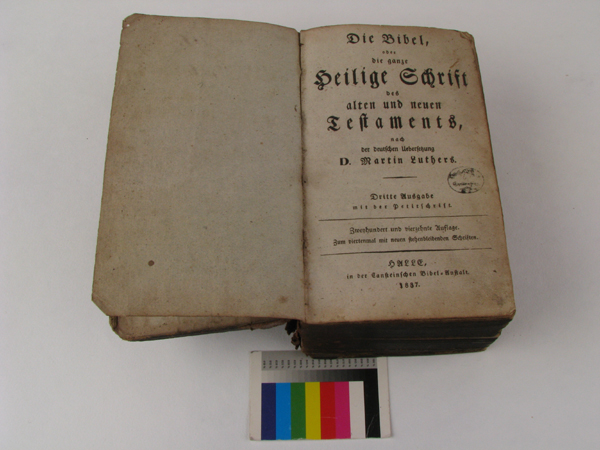 Die Bibel,
oder
die ganze
Heilige Schrift
des
alten und neuen
Testaments,
nach
der deutschen Uebersetzung
D. Martin Luthers.
Dritte Ausgabe
mit der Petitschrift.
Zweyhundert und vierzehnte Auflage.
Zum viertenmal mit neuen stehenbleibenden Schriften.
HALLE,
in der Cansteinschen Bibel-Anstalt.
1837.